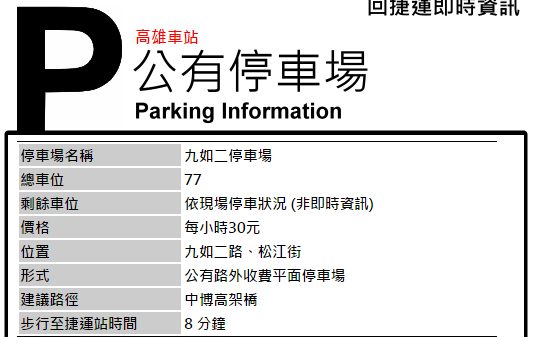 回捷運即時資訊
P
高雄車站
公有停車場
Parking Information
停車場名稱 九如二停車場
總車位 77
剩餘車位 依現場停車狀況 (非即時資訊)
價格 每小時30元
位置 九如二路、松江街
形式 公有路外收費平面停車場
建議路徑 中博高架橋
步行至捷運站時間 8 分鐘